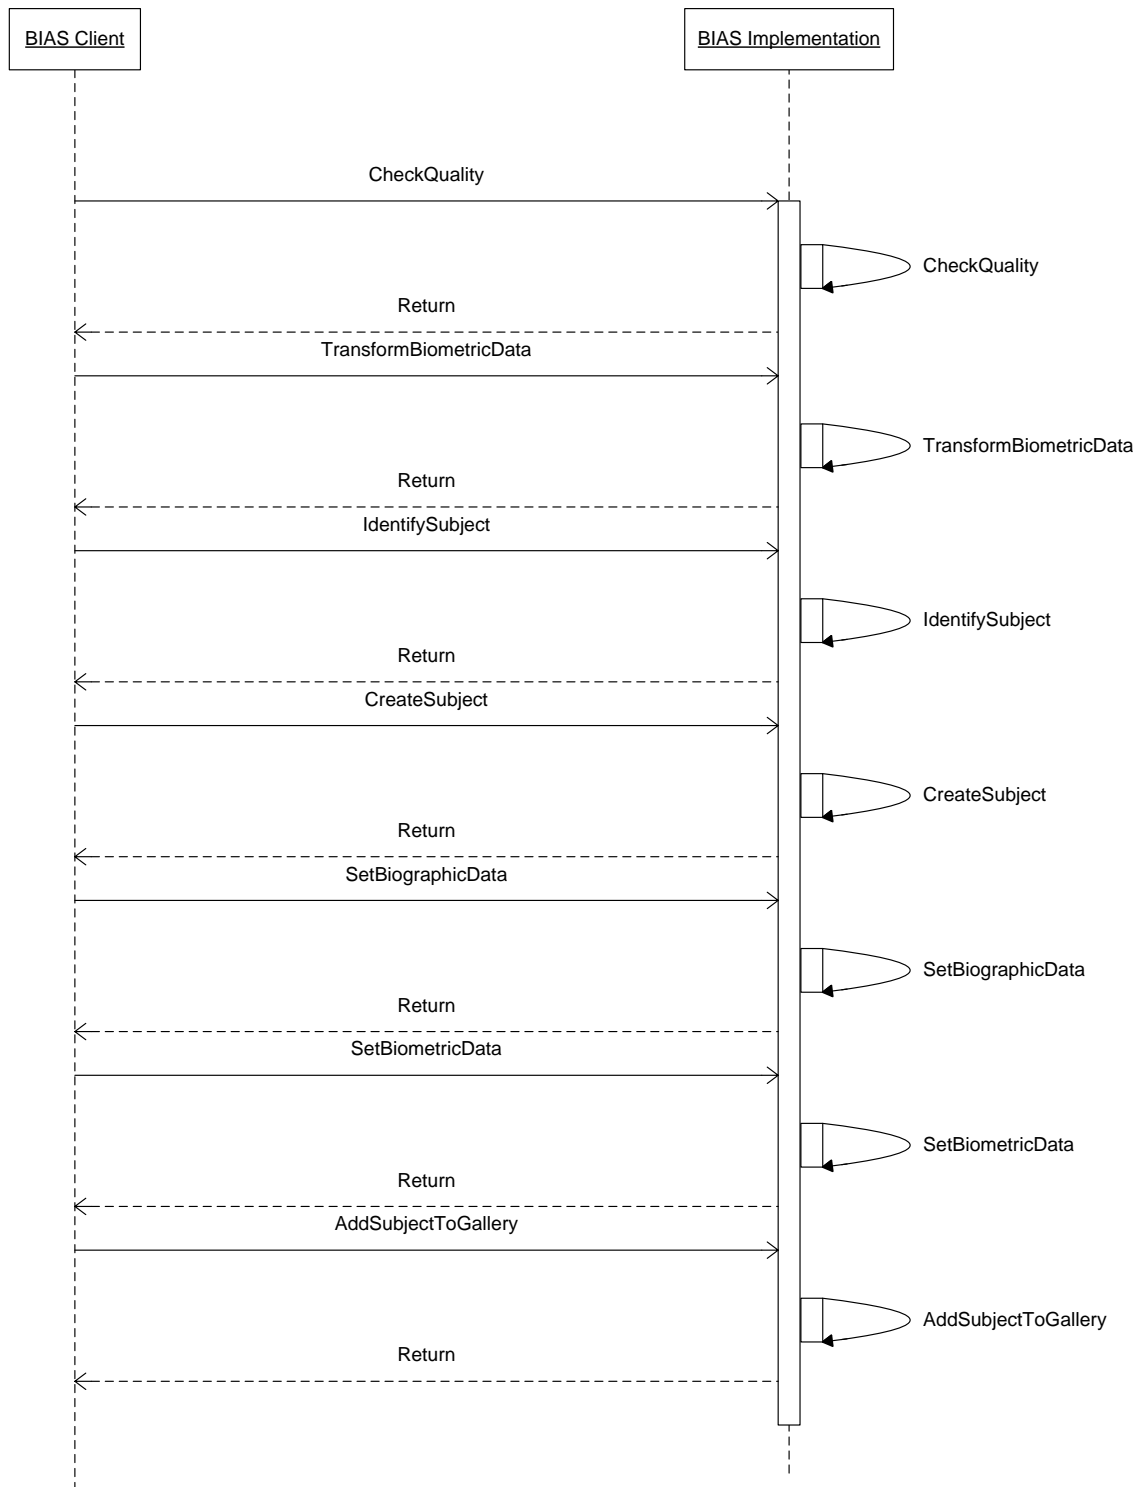 BIAS Client
BIAS Implementation
CheckQuality
CheckQuality
Return
TransformBiometricData
TransformBiometricData
Return
IdentifySubject
IdentifySubject
Return
CreateSubject
CreateSubject
Return
SetBiographicData
SetBiographicData
Return
SetBiometricData
SetBiometricData
Return
AddSubjectToGallery
AddSubjectToGallery
Return